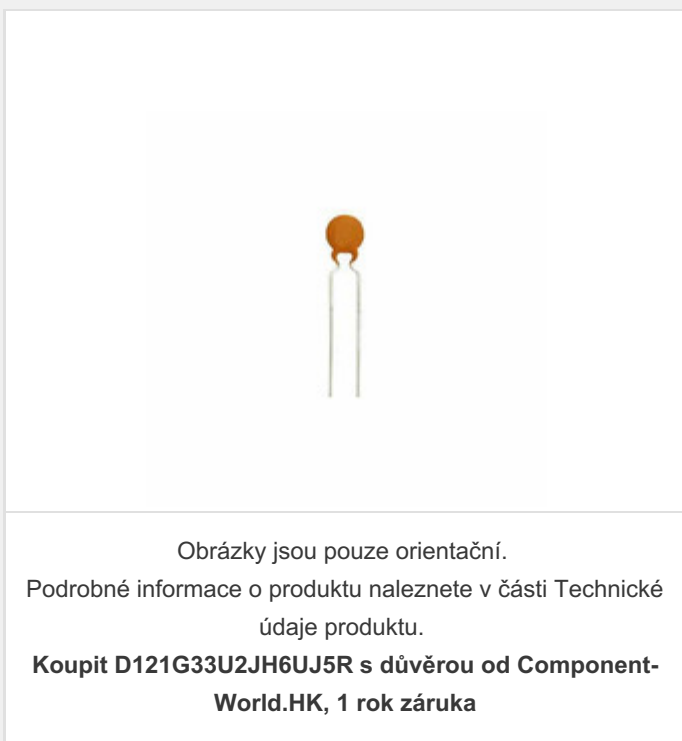 Obrázky jsou pouze orientační.
Podrobné informace o produktu naleznete v části Technické
údaje produktu.
Koupit D121G33U2JH6UJ5R s důvěrou od Component-
World.HK, 1 rok záruka